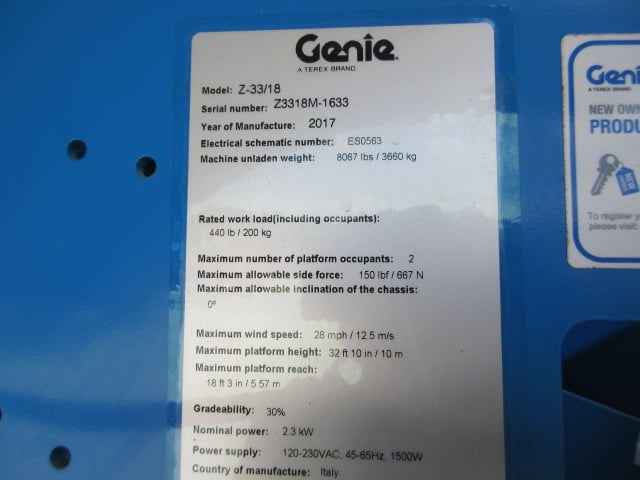 Genie
A TEREX BRAND
Model: Z-33/18
Serial number: Z3318M-1633
Year of Manufacture: 2017
Electrical schematic number: ES0563
Machine unladen weight: 8067 lbs / 3660 kg
Rated work load(including occupants):
440 lb / 200 kg
Maximum number of platform occupants: 2
Maximum allowable side force: 150 lbf / 667 N
Maximum allowable inclination of the chassis:
0°
Maximum wind speed: 28 mph / 12.5 m/s
Maximum platform height: 32 ft 10 in / 10 m
Maximum platform reach:
18 ft 3 in / 5 57 m
Gradeability: 30%
Nominal power: 2.3 kW
Power supply: 120-230VAC, 45-65Hz, 1500W
Country of manufacture: Italy
Genie
A TEREX BRAND
NEW OWN
PRODU
To register y
please visit: